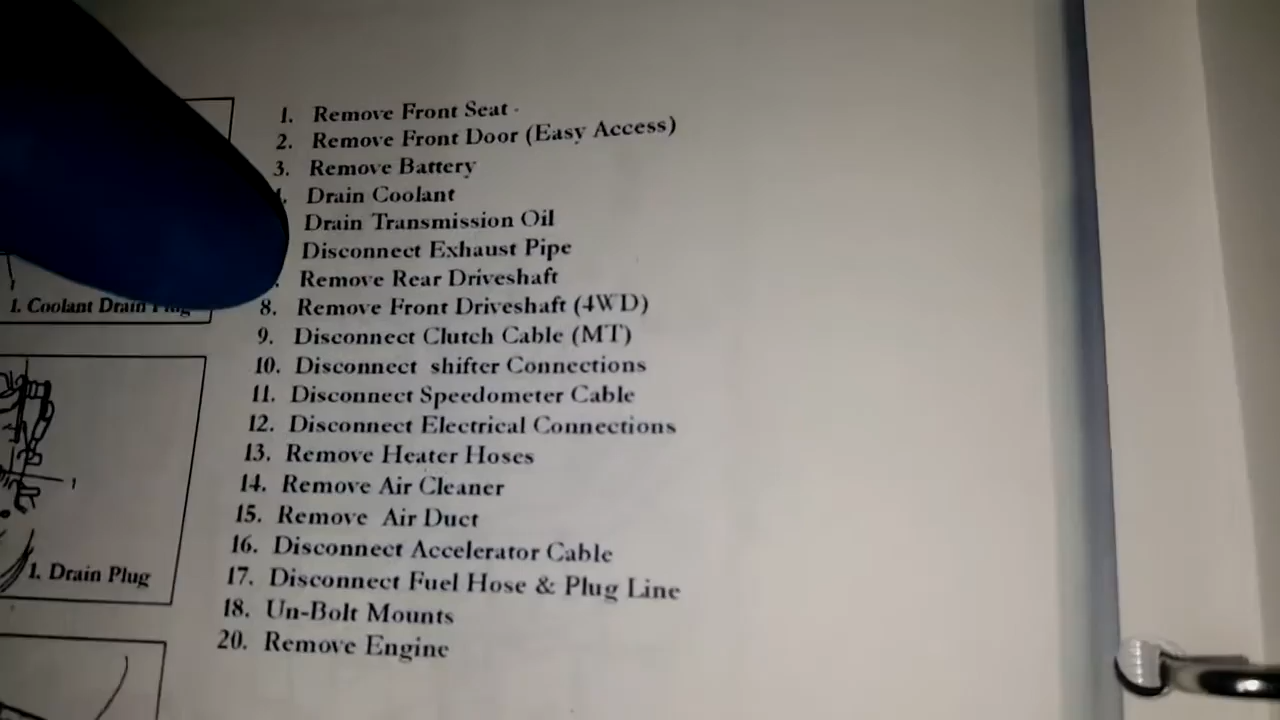 1. Remove Front Seat
2. Remove Front Door (Easy Access)
3. Remove Battery
Drain Coolant
Drain Transmission Oil
Disconnect Exhaust Pipe
Remove Rear Driveshaft
8. Remove Front Driveshaft (4WD)
9. Disconnect Clutch Cable (MT)
10. Disconnect shifter Connections
11. Disconnect Speedometer Cable
12. Disconnect Electrical Connections
13. Remove Heater Hoses
14. Remove Air Cleaner
15. Remove Air Duct
16. Disconnect Accelerator Cable
17. Disconnect Fuel Hose & Plug Line
18. Un-Bolt Mounts
20. Remove Engine
1. Coolant Drain
1
1. Drain Plug